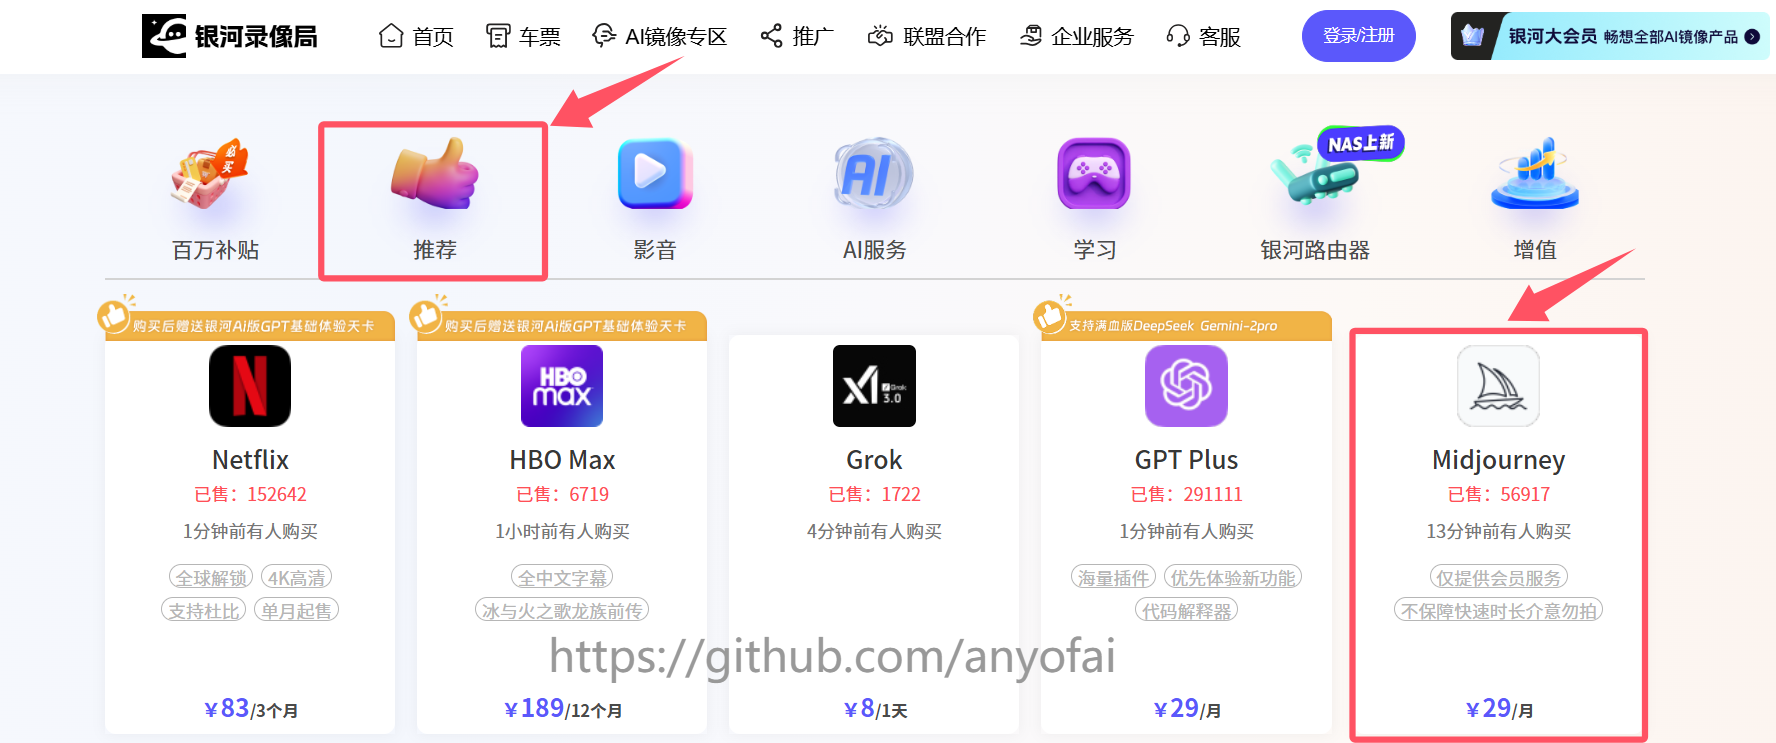 银河录像局
首页 车票 AI镜像专区 推广 联盟合作 企业服务 客服
登录/注册
银河大会员 畅想全部AI镜像产品
必买
百万补贴
推荐
影音
AI
AI服务
学习
NAS上新
银河路由器
增值
购买后赠送银河Ai版GPT基础体验天卡
Netflix
已售：152642
1分钟前有人购买
全球解锁 4K高清
支持杜比 单月起售
￥83/3个月
购买后赠送银河Ai版GPT基础体验天卡
HBO max
HBO Max
已售：6719
1小时前有人购买
全中文字幕
冰与火之歌龙族前传
￥189/12个月
xAI Grok 3.0
Grok
已售：1722
4分钟前有人购买
￥8/1天
支持满血版DeepSeek Gemini-2pro
GPT Plus
已售：291111
1分钟前有人购买
海量插件 优先体验新功能
代码解释器
￥29/月
Midjourney
已售：56917
13分钟前有人购买
仅提供会员服务
不保障快速时长介意勿拍
￥29/月
https://github.com/anyofai